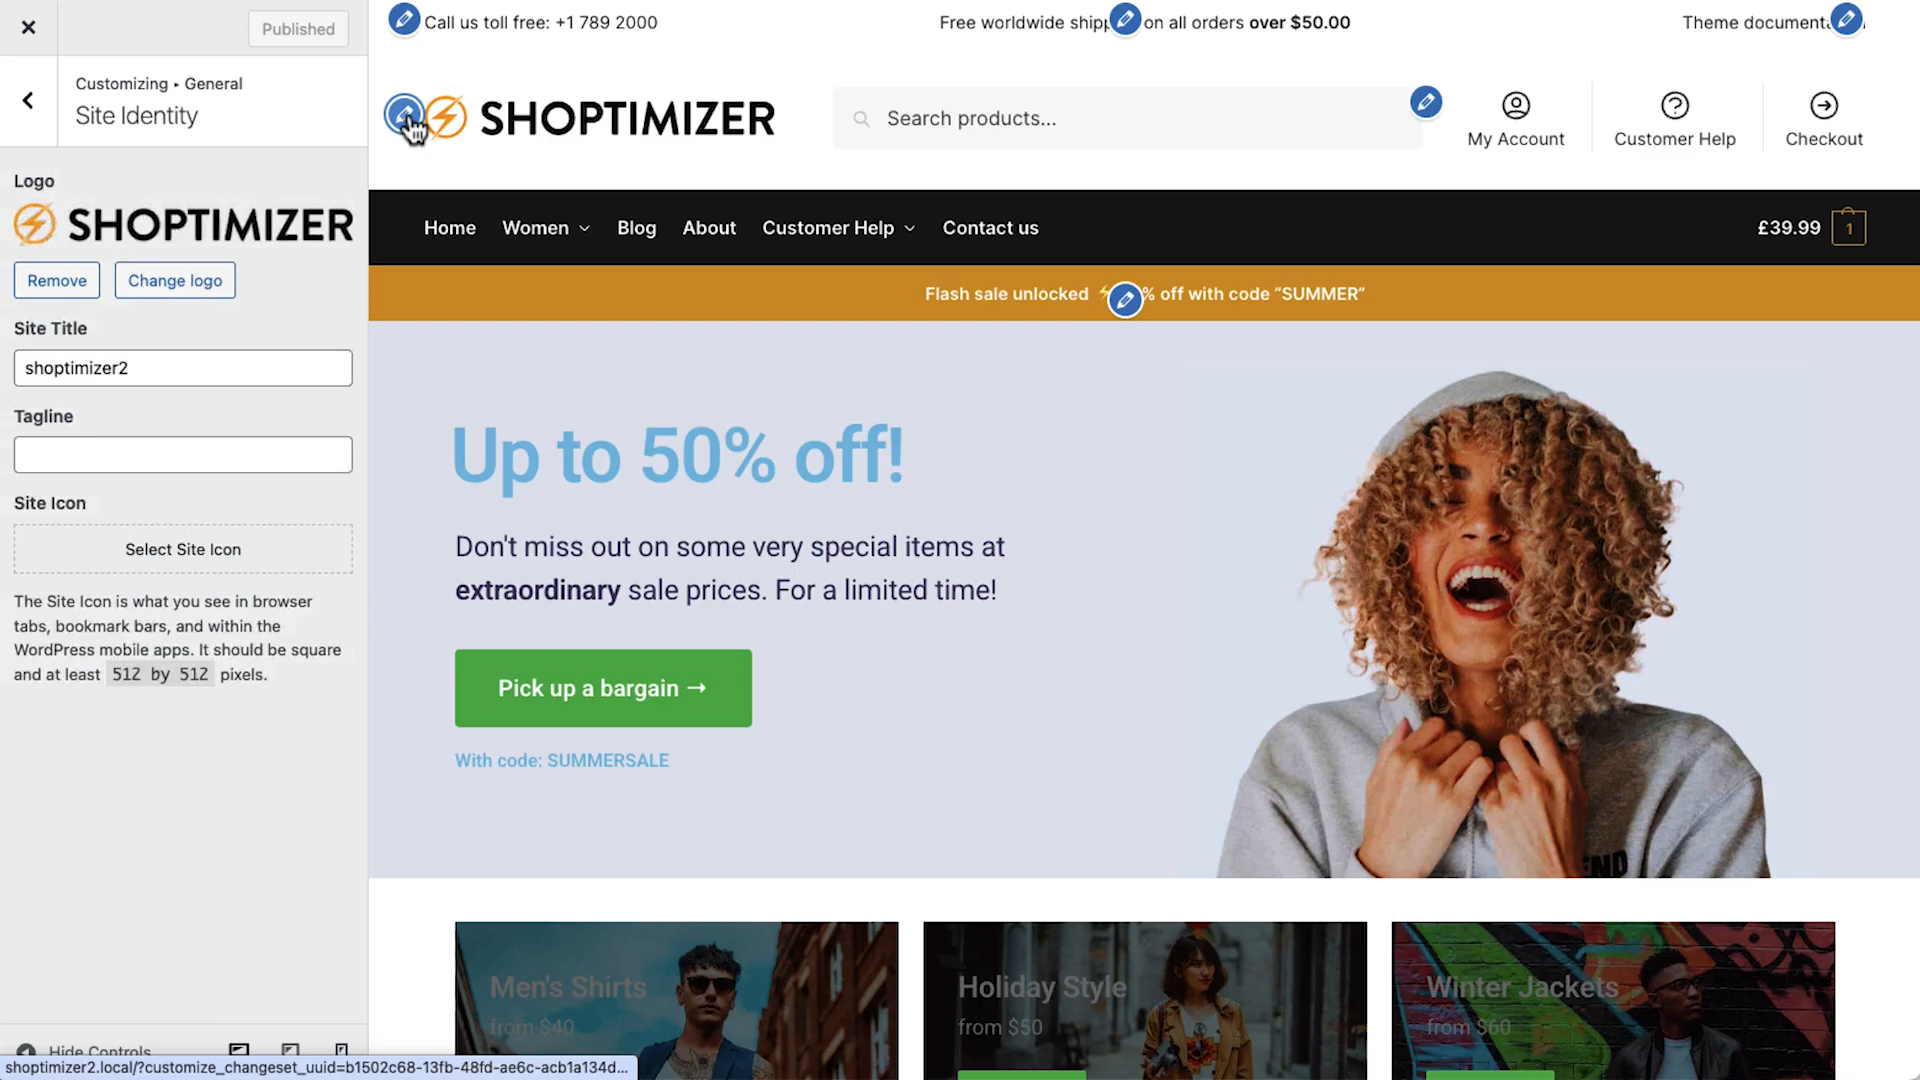 Published
Customizing ▸ General
Site Identity
Logo
SHOPTIMIZER
Remove
Change logo
Site Title
shoptimizer2
Tagline
Site Icon
Select Site Icon
The Site Icon is what you see in browser
tabs, bookmark bars, and within the
WordPress mobile apps. It should be square
and at least 512 by 512 pixels.
Hide Controls
shoptimizer2.local/?customize_changeset_uuid=b1502c68-13fb-48fd-ae6c-acb1a134d...
Call us toll free: +1 789 2000
Free worldwide shipp on all orders over $50.00
Theme document
SHOPTIMIZER
Search products...
My Account
Customer Help
Checkout
Home
Women
Blog
About
Customer Help
Contact us
£39.99
1
Flash sale unlocked ⚡ % off with code “SUMMER”
Up to 50% off!
Don't miss out on some very special items at
extraordinary sale prices. For a limited time!
Pick up a bargain →
With code: SUMMERSALE
Men's Shirts
from $40
Holiday Style
from $50
Winter Jackets
from $60